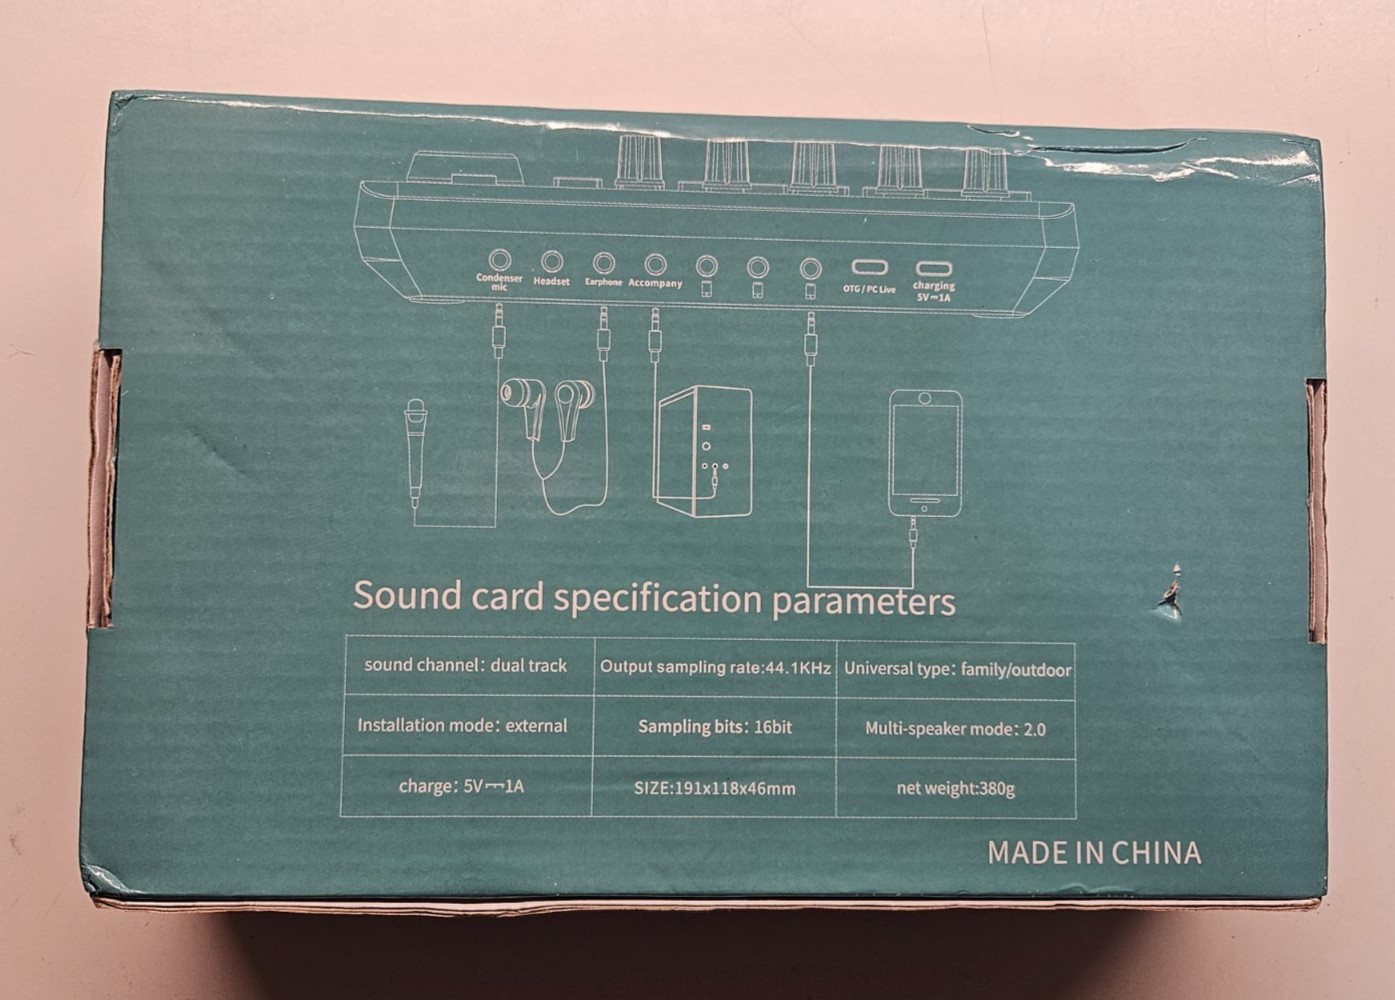 Condenser mic
Headset
Earphone
Accompany
OTG / PC Live
charging
5V⎓1A
Sound card specification parameters
sound channel: dual track
Output sampling rate:44.1KHz
Universal type: family/outdoor
Installation mode: external
Sampling bits: 16bit
Multi-speaker mode: 2.0
charge: 5V⎓1A
SIZE:191x118x46mm
net weight:380g
MADE IN CHINA